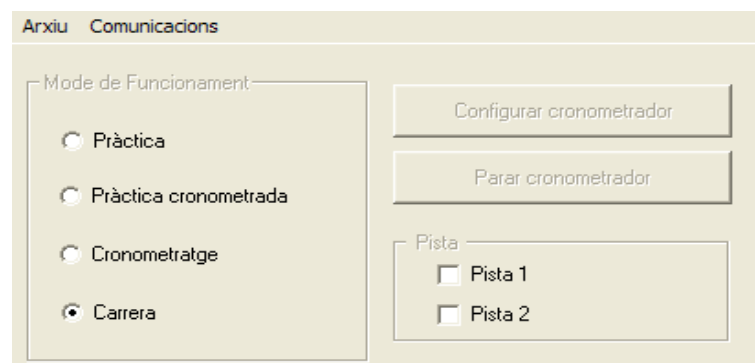 Arxiu Comunicacions
Mode de Funcionament
Pràctica
Pràctica cronometrada
Cronometratge
Carrera
Configurar cronometrador
Parar cronometrador
Pista
Pista 1
Pista 2